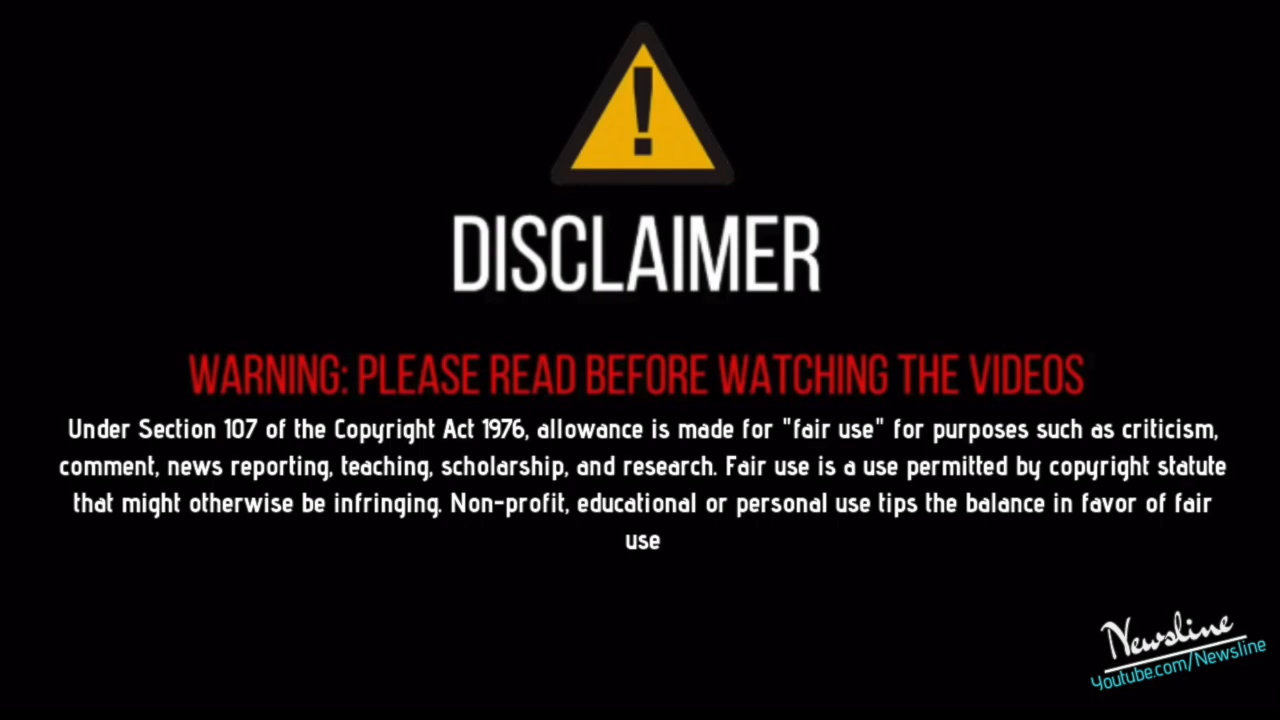 DISCLAIMER
WARNING: PLEASE READ BEFORE WATCHING THE VIDEOS
Under Section 107 of the Copyright Act 1976, allowance is made for "fair use" for purposes such as criticism,
comment, news reporting, teaching, scholarship, and research. Fair use is a use permitted by copyright statute
that might otherwise be infringing. Non-profit, educational or personal use tips the balance in favor of fair
use
Newsline
Youtube.com/Newsline